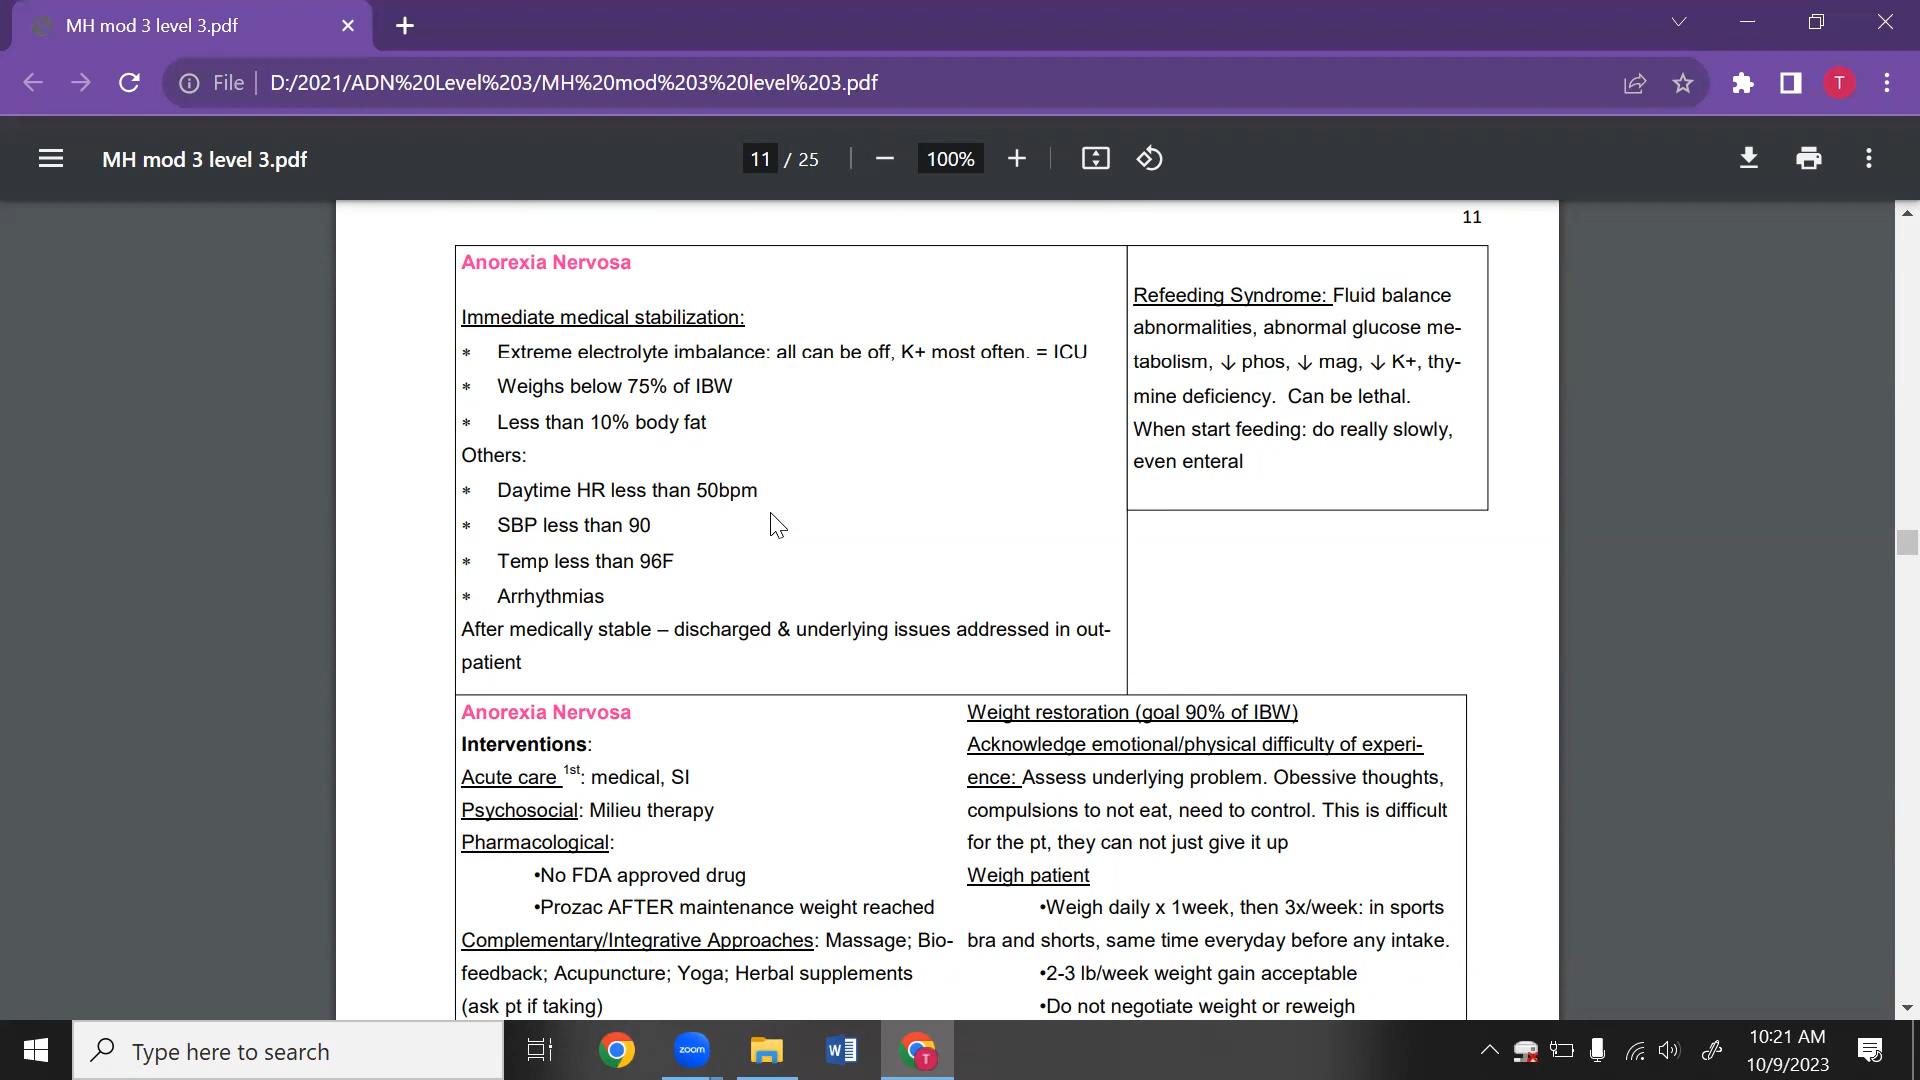 MH mod 3 level 3.pdf
File
D:/2021/ADN%20Level%203/MH%20mod%203%20level%203.pdf
T
MH mod 3 level 3.pdf
11 / 25
100%
11
Anorexia Nervosa
Immediate medical stabilization:
* Extreme electrolyte imbalance: all can be off, K+ most often. = ICU
* Weighs below 75% of IBW
* Less than 10% body fat
Others:
* Daytime HR less than 50bpm
* SBP less than 90
* Temp less than 96F
* Arrhythmias
After medically stable – discharged & underlying issues addressed in out-
patient
Refeeding Syndrome: Fluid balance
abnormalities, abnormal glucose me-
tabolism, ↓ phos, ↓ mag, ↓ K+, thy-
mine deficiency. Can be lethal.
When start feeding: do really slowly,
even enteral
Anorexia Nervosa
Interventions:
Acute care 1st: medical, SI
Psychosocial: Milieu therapy
Pharmacological:
•No FDA approved drug
•Prozac AFTER maintenance weight reached
Complementary/Integrative Approaches: Massage; Bio-
feedback; Acupuncture; Yoga; Herbal supplements
(ask pt if taking)
Weight restoration (goal 90% of IBW)
Acknowledge emotional/physical difficulty of experi-
ence: Assess underlying problem. Obessive thoughts,
compulsions to not eat, need to control. This is difficult
for the pt, they can not just give it up
Weigh patient
•Weigh daily x 1week, then 3x/week: in sports
bra and shorts, same time everyday before any intake.
•2-3 lb/week weight gain acceptable
•Do not negotiate weight or reweigh
Type here to search
zoom
W
T
10:21 AM
10/9/2023